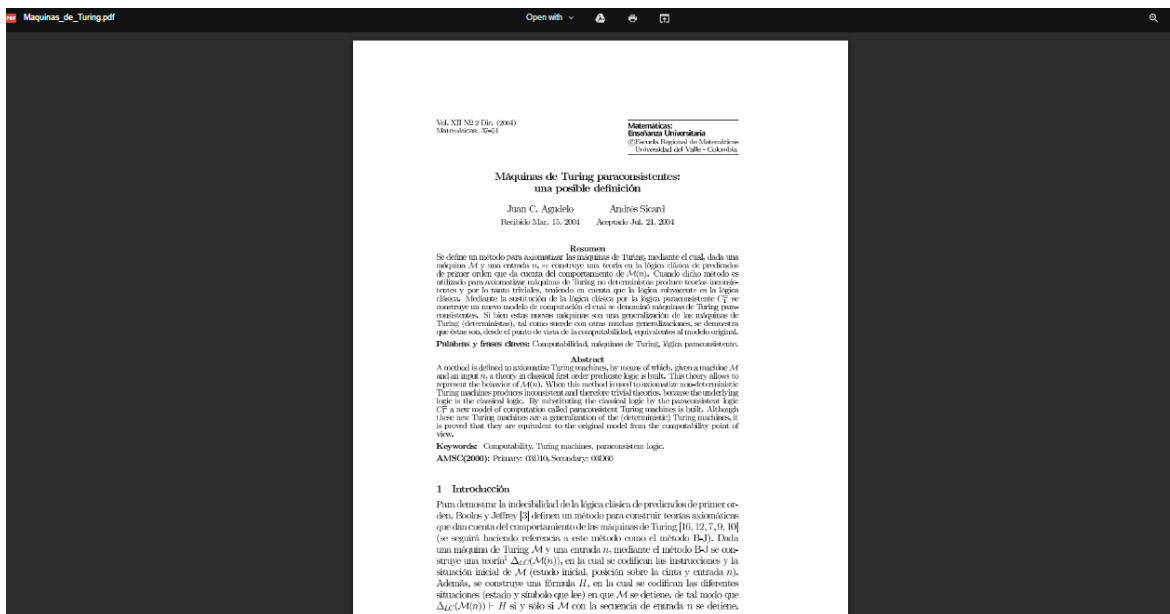 PDF Maquinas_de_Turing.pdf
Open with
Vol. XII Nº 2 Dic. (2004)
Matemáticas: 37–51
Matemáticas:
Enseñanza Universitaria
©Escuela Regional de Matemáticas
Universidad del Valle - Colombia
Máquinas de Turing paraconsistentes:
una posible definición
Juan C. Agudelo Andrés Sicard
Recibido Mar. 15, 2004 Aceptado Jul. 21, 2004
Resumen
Se define un método para axiomatizar las máquinas de Turing, mediante el cual, dada una
máquina M y una entrada n, se construye una teoría en la lógica clásica de predicados
de primer orden que da cuenta del comportamiento de M(n). Cuando dicho método es
utilizado para axiomatizar máquinas de Turing no deterministas produce teorías inconsis-
tentes y por lo tanto triviales, teniendo en cuenta que la lógica subyacente es la lógica
clásica. Mediante la sustitución de la lógica clásica por la lógica paraconsistente C₁⁼ se
construye un nuevo modelo de computación el cual se denominó máquinas de Turing para-
consistentes. Si bien estas nuevas máquinas son una generalización de las máquinas de
Turing (deterministas), tal como sucede con otras muchas generalizaciones, se demuestra
que éstas son, desde el punto de vista de la computabilidad, equivalentes al modelo original.
Palabras y frases claves: Computabilidad, máquinas de Turing, lógica paraconsistente.
Abstract
A method is defined to axiomatize Turing machines, by means of which, given a machine M
and an input n, a theory in classical first order predicate logic is built. This theory allows to
represent the behavior of M(n). When this method is used to axiomatize non-deterministic
Turing machines produces inconsistent and therefore trivial theories, because the underlying
logic is the classical logic. By substituting the classical logic by the paraconsistent logic
C₁⁼ a new model of computation called paraconsistent Turing machines is built. Although
these new Turing machines are a generalization of the (deterministic) Turing machines, it
is proved that they are equivalent to the original model from the computability point of
view.
Keywords: Computability, Turing machines, paraconsistent logic.
AMSC(2000): Primary: 03D10, Secondary: 03D60
1 Introducción
Para demostrar la indecibilidad de la lógica clásica de predicados de primer or-
den, Boolos y Jeffrey [3] definen un método para construir teorías axiomáticas
que dan cuenta del comportamiento de las máquinas de Turing [16, 12, 7, 9, 10]
(se seguirá haciendo referencia a este método como el método B-J). Dada
una máquina de Turing M y una entrada n, mediante el método B-J se con-
struye una teoría¹ Δ_LC(M(n)), en la cual se codifican las instrucciones y la
situación inicial de M (estado inicial, posición sobre la cinta y entrada n).
Además, se construye una fórmula H, en la cual se codifican las diferentes
situaciones (estado y símbolo que lee) en que M se detiene, de tal modo que
Δ_LC(M(n)) ⊢ H si y sólo si M con la secuencia de entrada n se detiene.